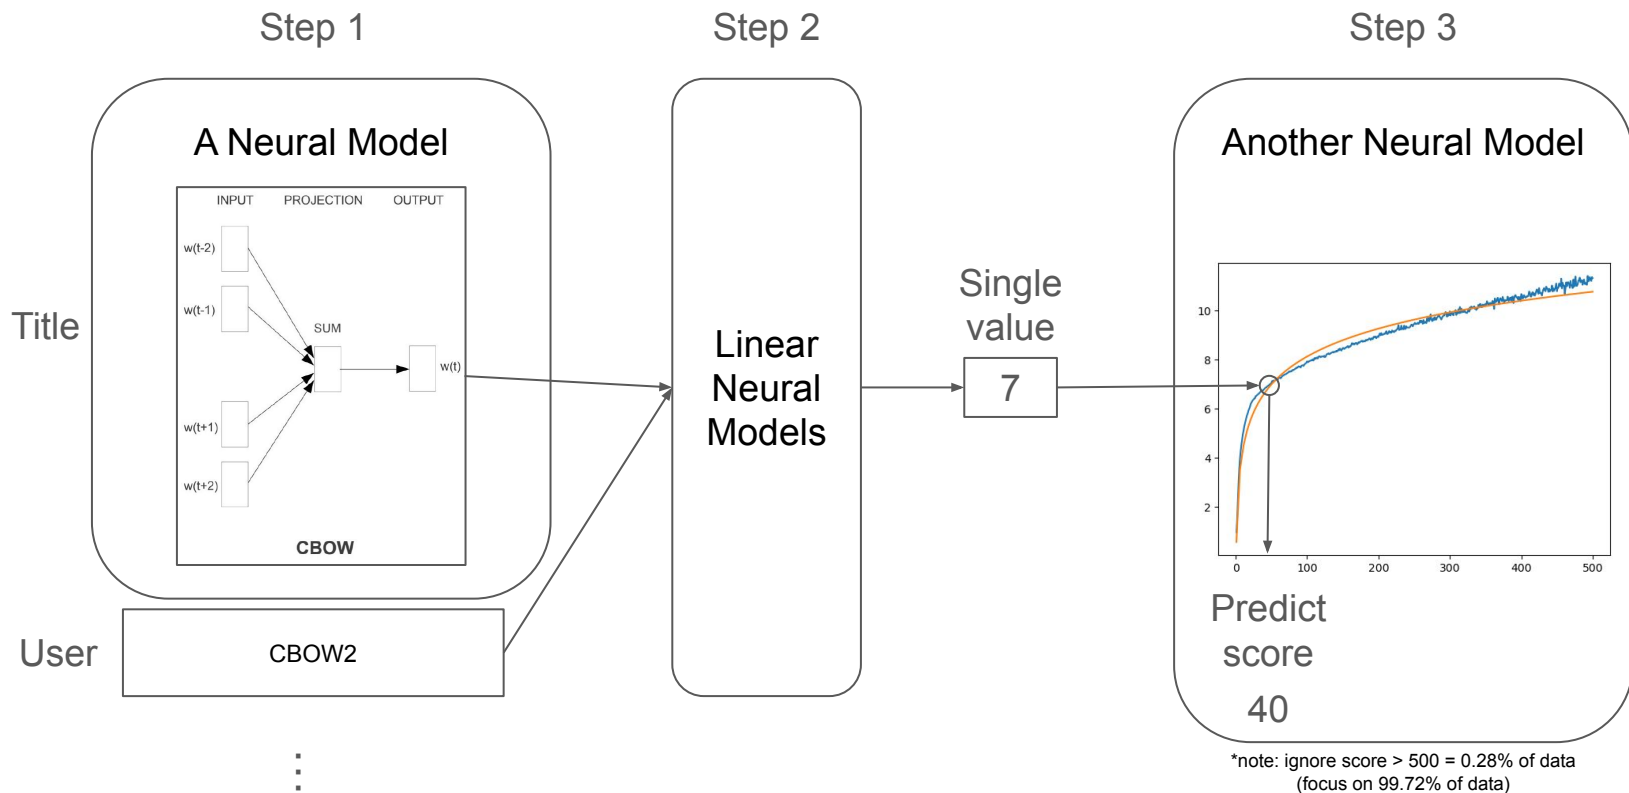 Step 1
Step 2
Step 3
A Neural Model
INPUT
PROJECTION
OUTPUT
w(t-2)
w(t-1)
SUM
w(t)
w(t+1)
w(t+2)
CBOW
Title
User
CBOW2
⋮
Linear
Neural
Models
Single
value
7
Another Neural Model
10
8
6
4
2
0
100
200
300
400
500
Predict
score
40
*note: ignore score > 500 = 0.28% of data
(focus on 99.72% of data)